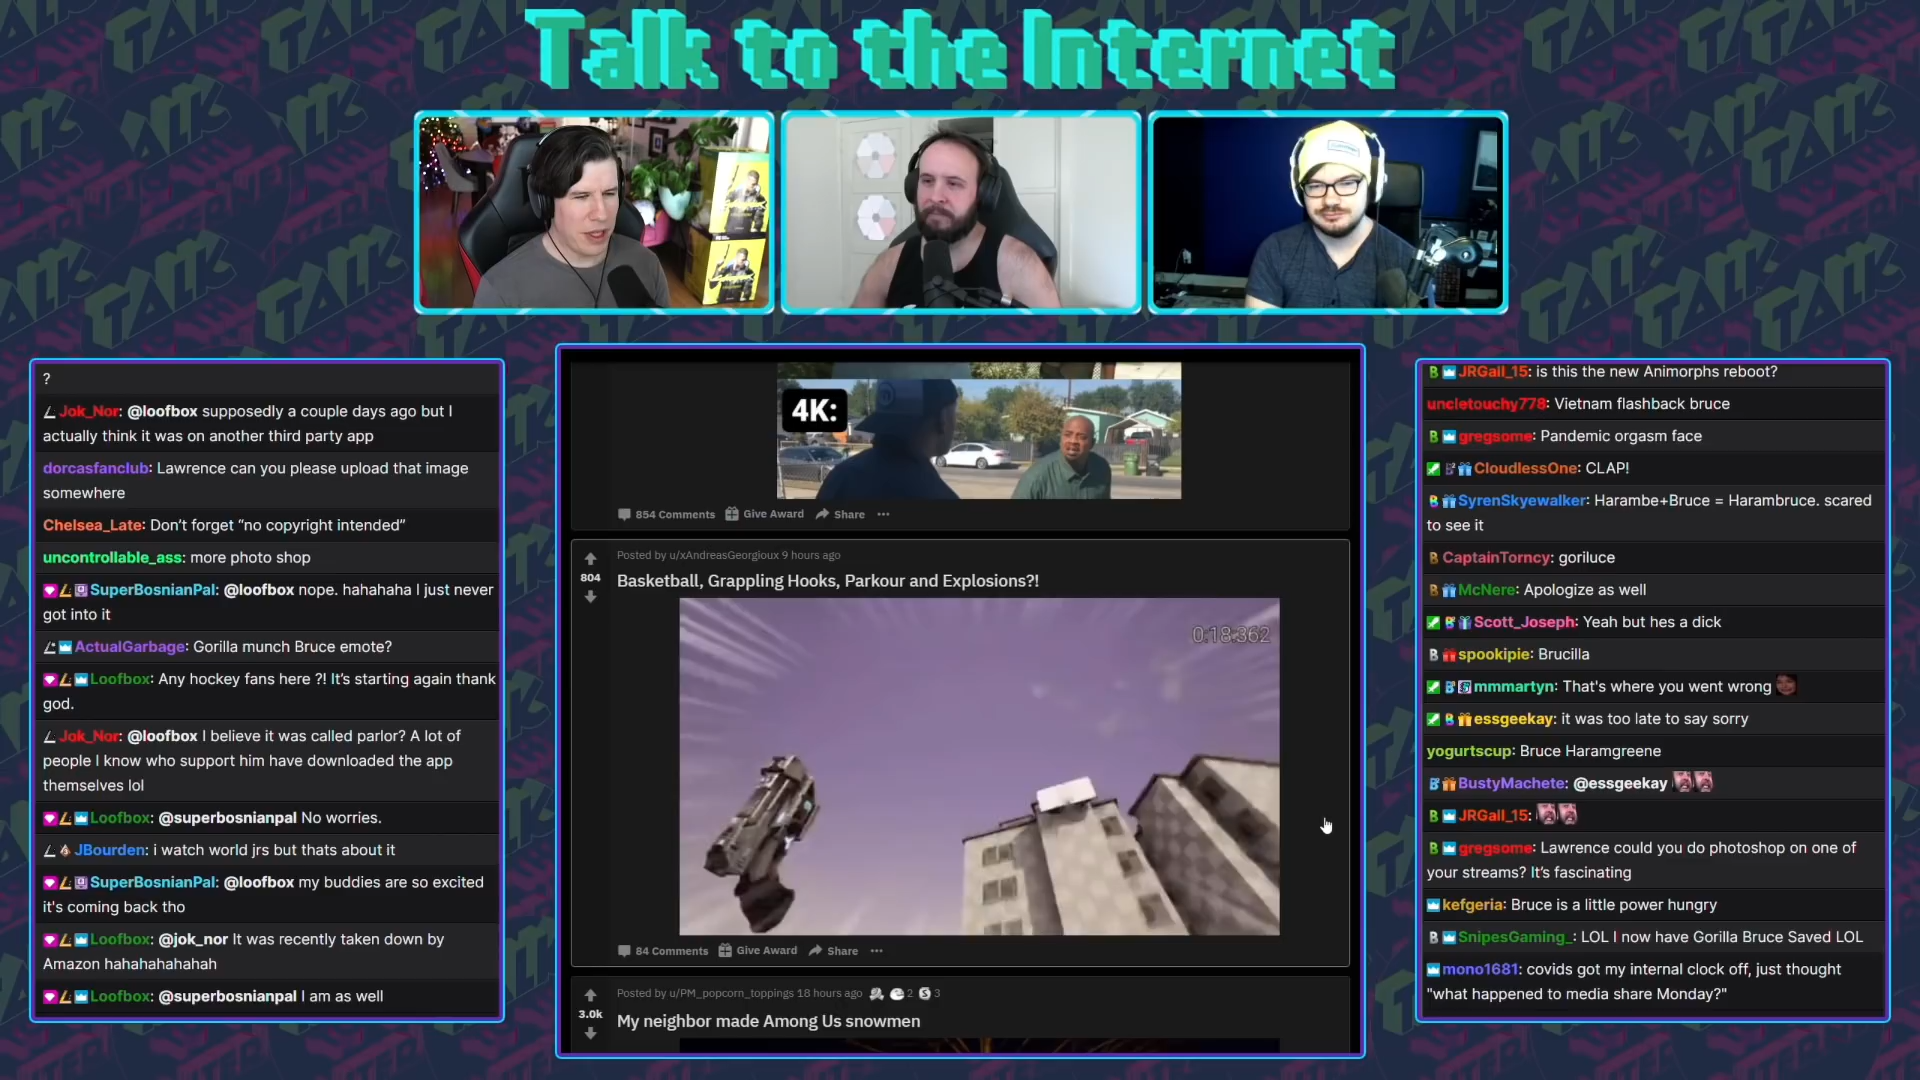 Talk to the Internet
?
Jok_Nor: @loofbox supposedly a couple days ago but I
actually think it was on another third party app
dorcasfanclub: Lawrence can you please upload that image
somewhere
Chelsea_Late: Don't forget “no copyright intended”
uncontrollable_ass: more photo shop
SuperBosnianPal: @loofbox nope. hahahaha I just never
got into it
ActualGarbage: Gorilla munch Bruce emote?
Loofbox: Any hockey fans here ?! It's starting again thank
god.
Jok_Nor: @loofbox I believe it was called parlor? A lot of
people I know who support him have downloaded the app
themselves lol
Loofbox: @superbosnianpal No worries.
JBourden: i watch world jrs but thats about it
SuperBosnianPal: @loofbox my buddies are so excited
it's coming back tho
Loofbox: @jok_nor It was recently taken down by
Amazon hahahahahahah
Loofbox: @superbosnianpal I am as well
4K:
854 Comments Give Award Share
Posted by u/xAndreasGeorgioux 9 hours ago
804
Basketball, Grappling Hooks, Parkour and Explosions?!
0:18:362
84 Comments Give Award Share
Posted by u/PM_popcorn_toppings 18 hours ago 2 3
3.0k
My neighbor made Among Us snowmen
JRGall_15: is this the new Animorphs reboot?
uncletouchy778: Vietnam flashback bruce
gregsome: Pandemic orgasm face
CloudlessOne: CLAP!
SyrenSkyewalker: Harambe+Bruce = Harambruce. scared
to see it
CaptainTorncy: goriluce
McNere: Apologize as well
Scott_Joseph: Yeah but hes a dick
spookipie: Brucilla
mmmartyn: That's where you went wrong
essgeekay: it was too late to say sorry
yogurtscup: Bruce Haramgreene
BustyMachete: @essgeekay
JRGall_15:
gregsome: Lawrence could you do photoshop on one of
your streams? It's fascinating
kefgeria: Bruce is a little power hungry
SnipesGaming_: LOL I now have Gorilla Bruce Saved LOL
mono1681: covids got my internal clock off, just thought
"what happened to media share Monday?"